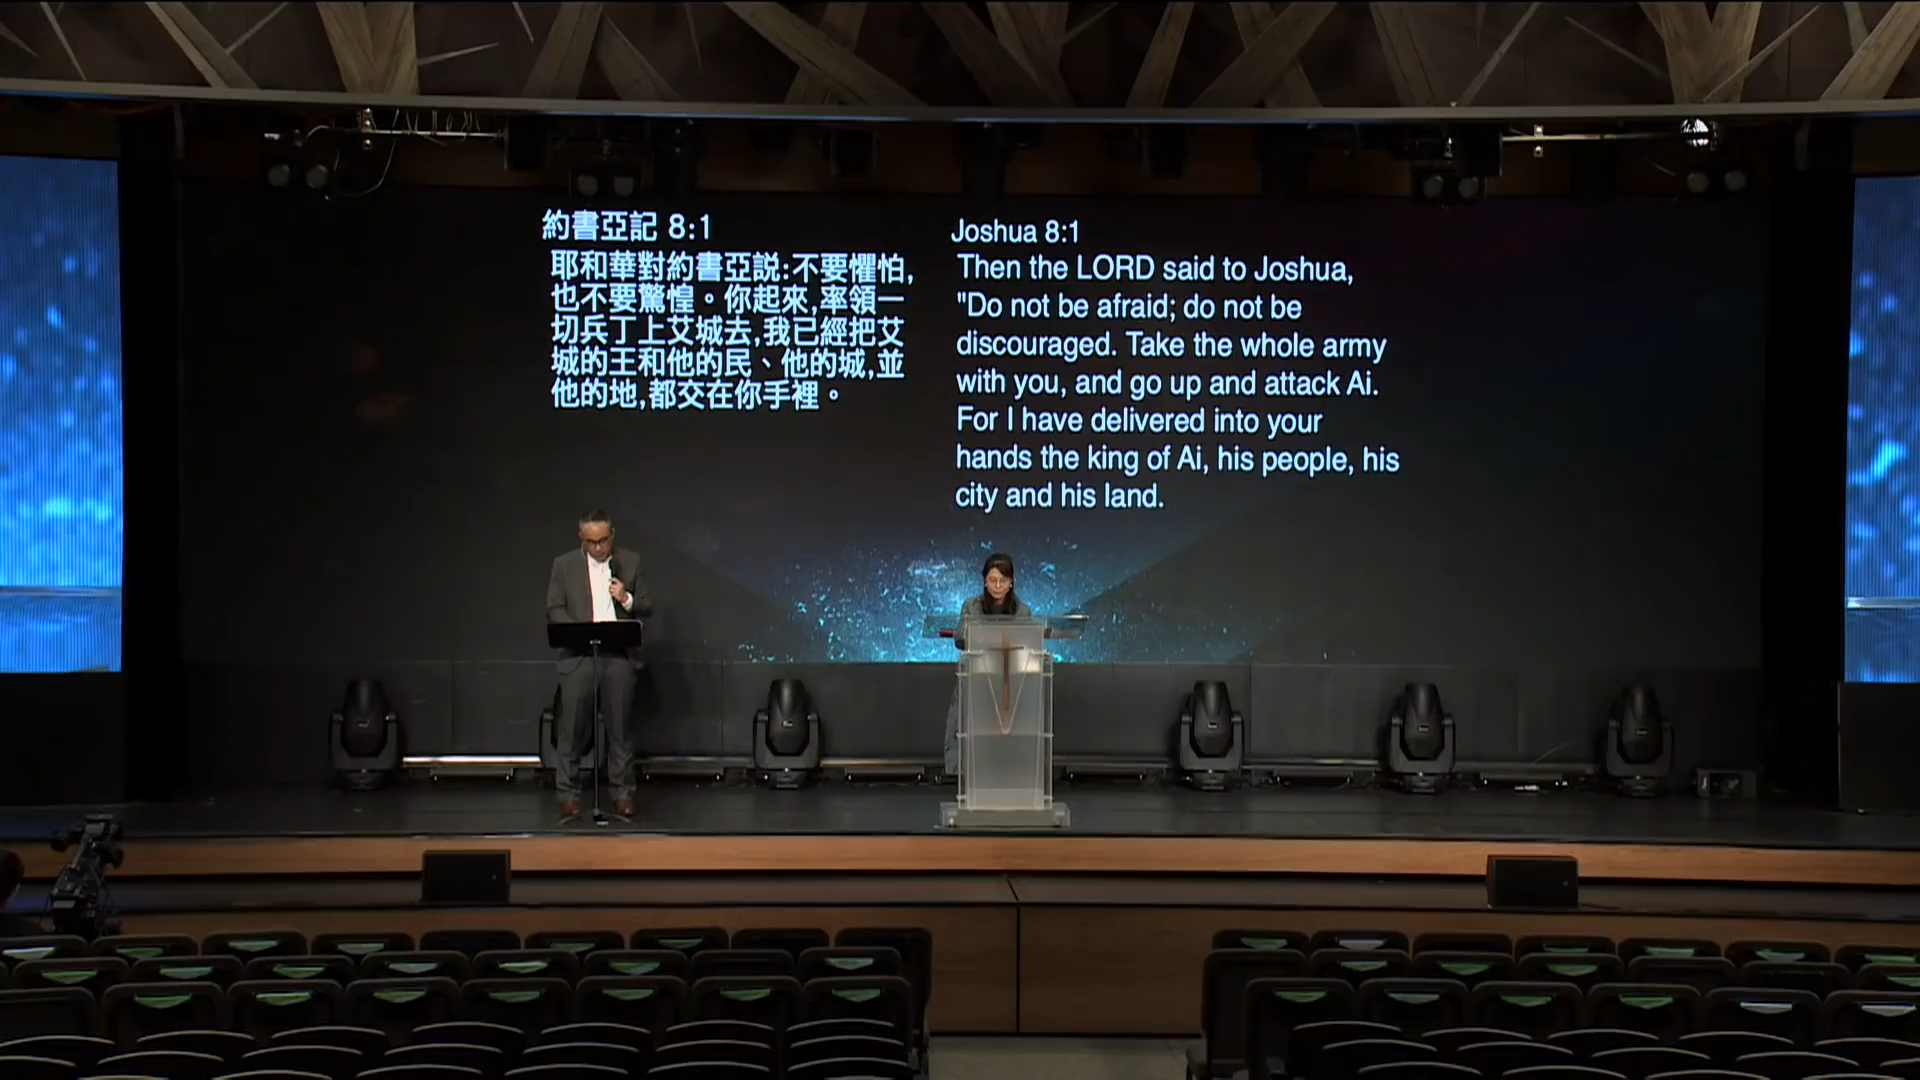 約書亞記 8:1
耶和華對約書亞説:不要懼怕,
也不要驚惶。你起來,率領一
切兵丁上艾城去,我已經把艾
城的王和他的民、他的城,並
他的地,都交在你手裡。
Joshua 8:1
Then the LORD said to Joshua,
"Do not be afraid; do not be
discouraged. Take the whole army
with you, and go up and attack Ai.
For I have delivered into your
hands the king of Ai, his people, his
city and his land.